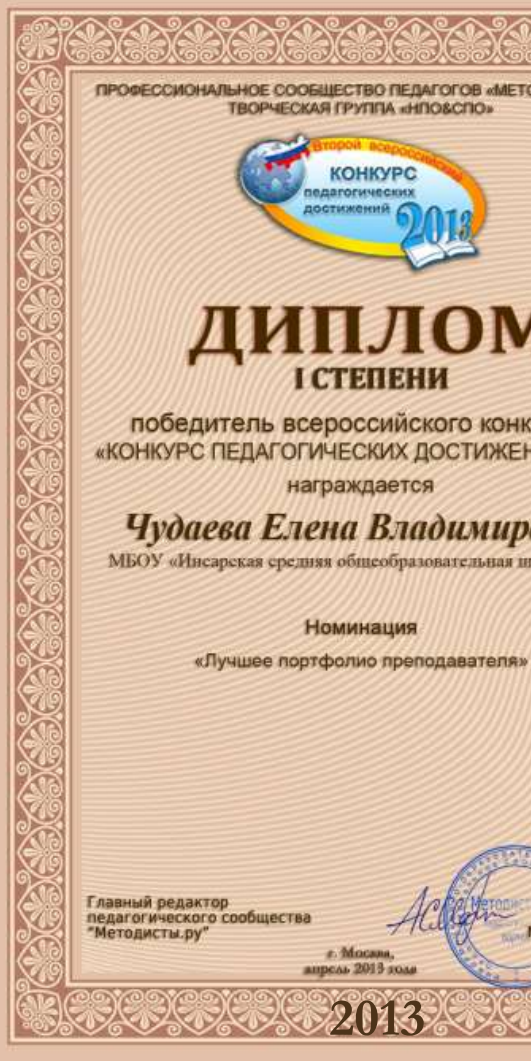 ПРОФЕССИОНАЛЬНОЕ СООБЩЕСТВО ПЕДАГОГОВ «МЕТО
ТВОРЧЕСКАЯ ГРУППА «НПО&СПО»
Второй всероссийский
КОНКУРС
педагогических
достижений
2013
ДИПЛОМ
I СТЕПЕНИ
победитель всероссийского конк
«КОНКУРС ПЕДАГОГИЧЕСКИХ ДОСТИЖЕН
награждается
Чудаева Елена Владимир
МБОУ «Инсарская средняя общеобразовательная
Номинация
«Лучшее портфолио преподавателя»
Главный редактор
педагогического сообщества
"Методисты.ру"
г. Москва,
апрель 2013 года
2013